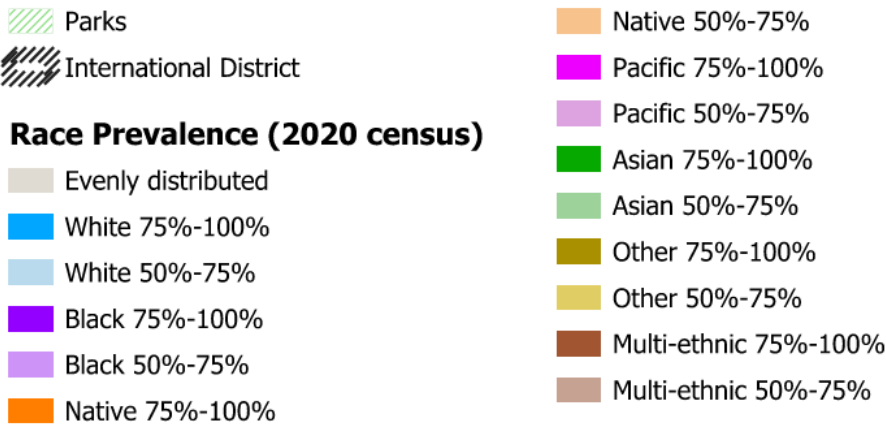 Parks
International District
Race Prevalence (2020 census)
Evenly distributed
White 75%-100%
White 50%-75%
Black 75%-100%
Black 50%-75%
Native 75%-100%
Native 50%-75%
Pacific 75%-100%
Pacific 50%-75%
Asian 75%-100%
Asian 50%-75%
Other 75%-100%
Other 50%-75%
Multi-ethnic 75%-100%
Multi-ethnic 50%-75%